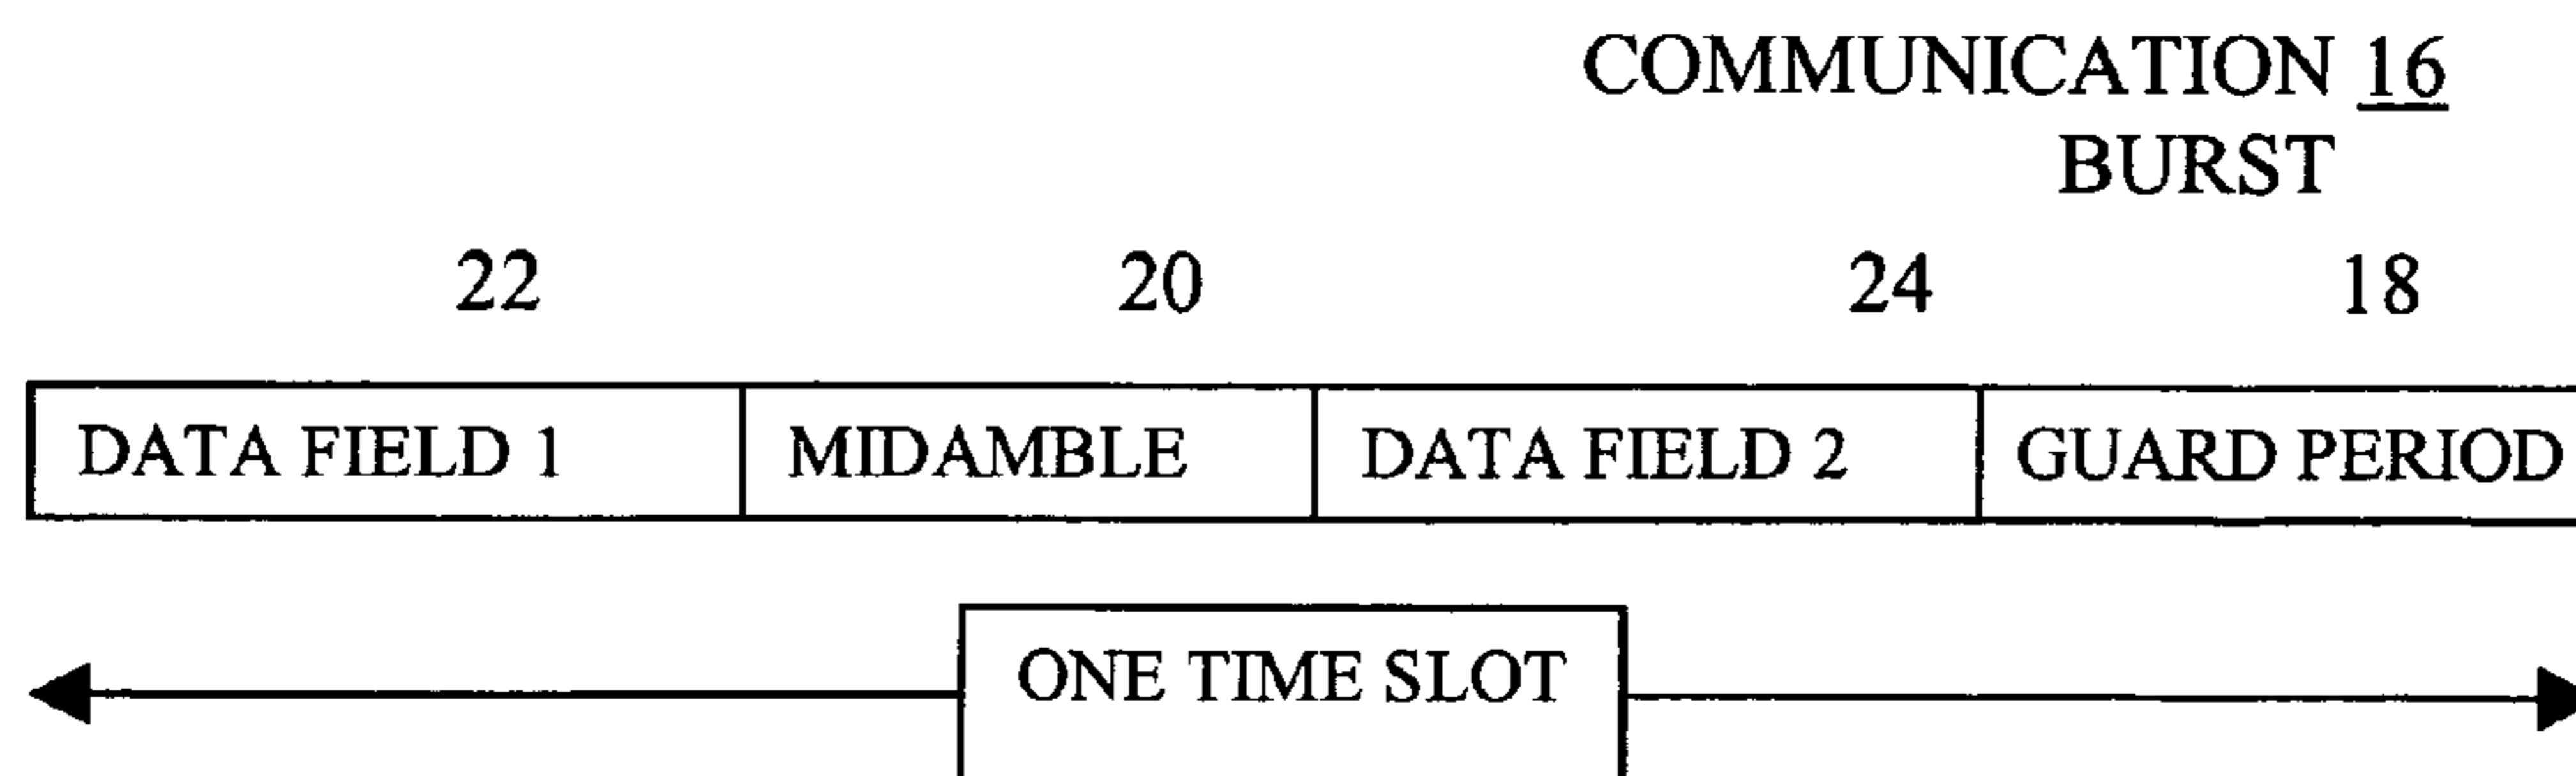 COMMUNICATION 16
BURST
22 20 24 18
DATA FIELD 1 MIDAMBLE DATA FIELD 2 GUARD PERIOD
ONE TIME SLOT